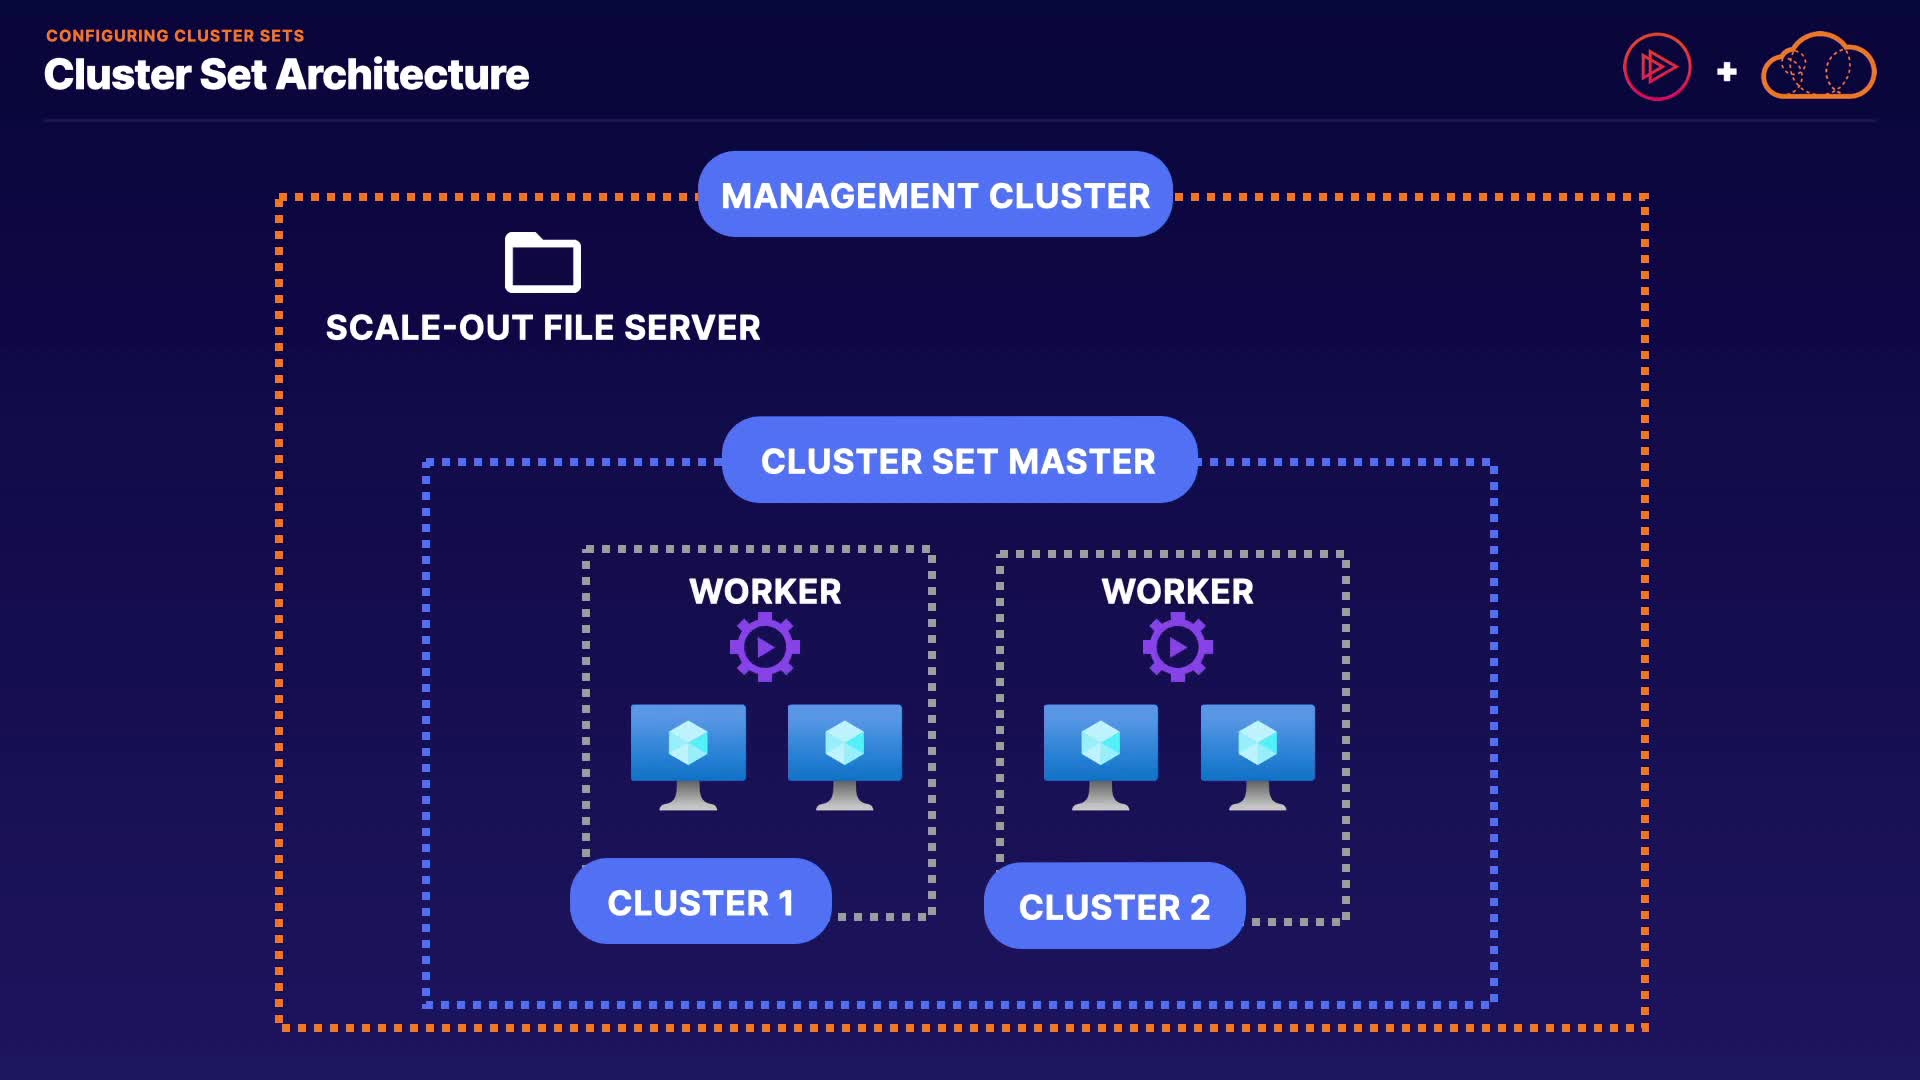 CONFIGURING CLUSTER SETS
Cluster Set Architecture
MANAGEMENT CLUSTER
SCALE-OUT FILE SERVER
CLUSTER SET MASTER
WORKER
WORKER
CLUSTER 1
CLUSTER 2